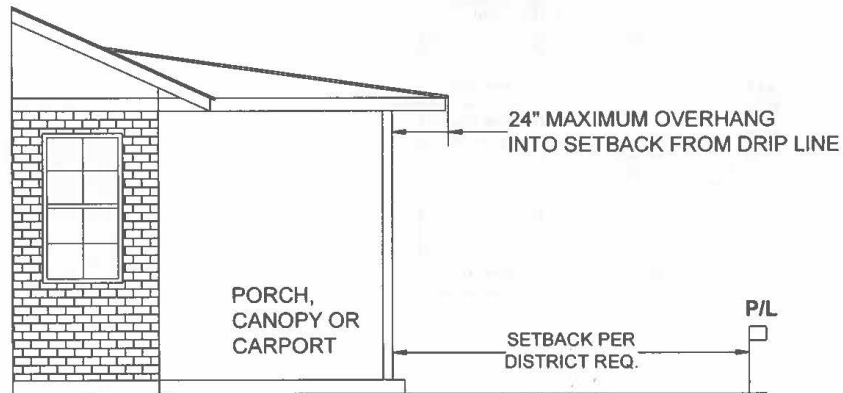 24" MAXIMUM OVERHANG
INTO SETBACK FROM DRIP LINE
PORCH,
CANOPY OR
CARPORT
P/L
SETBACK PER
DISTRICT REQ.